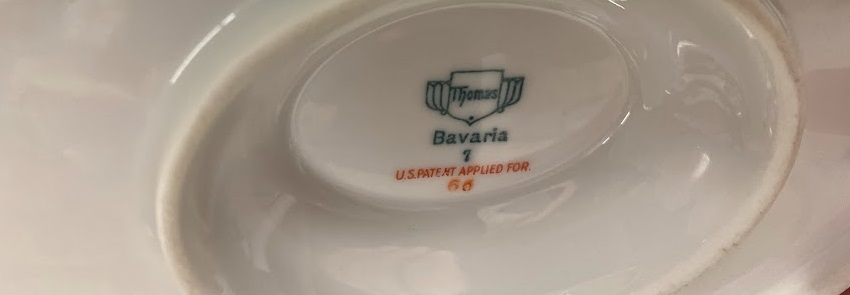 Thomas
Bavaria
7
U.S.PATENT APPLIED FOR.
66